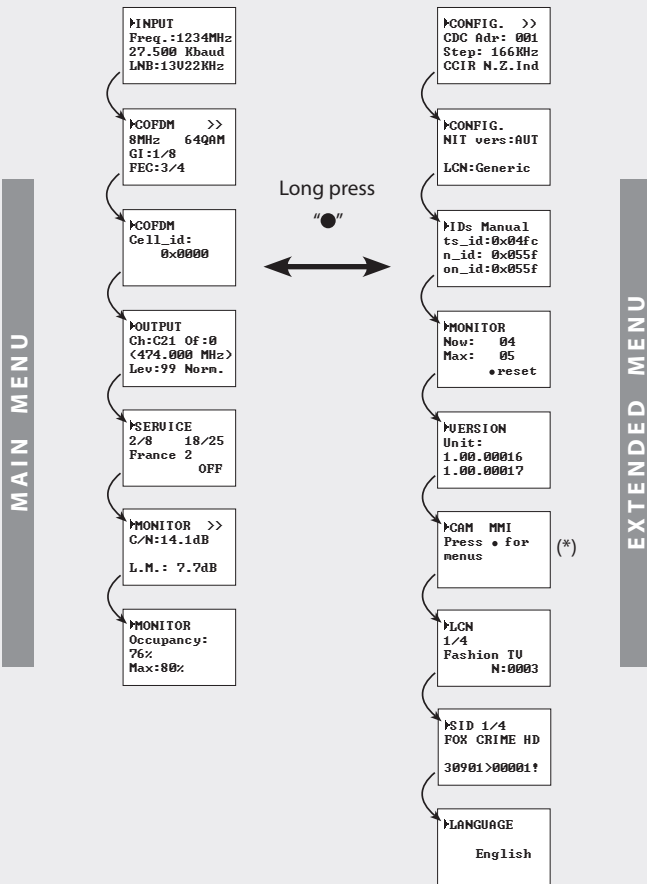 MAIN MENU
▶INPUT
Freq.:1234MHz
27.500 Kbaud
LNB:13V22KHz
▶COFDM >>
8MHz 64QAM
GI:1/8
FEC:3/4
▶COFDM
Cell_id:
0x0000
▶OUTPUT
Ch:C21 Of:0
(474.000 MHz)
Lev:99 Norm.
▶SERVICE
2/8 18/25
France 2
OFF
▶MONITOR >>
C/N:14.1dB
L.M.: 7.7dB
▶MONITOR
Occupancy:
76%
Max:80%
Long press
“●”
▶CONFIG. >>
CDC Adr: 001
Step: 166KHz
CCIR N.Z.Ind
▶CONFIG.
NIT vers:AUT
LCN:Generic
▶IDs Manual
ts_id:0x04fc
n_id: 0x055f
on_id:0x055f
▶MONITOR
Now: 04
Max: 05
●reset
▶VERSION
Unit:
1.00.00016
1.00.00017
▶CAM MMI
Press ● for
menus
(*)
▶LCN
1/4
Fashion TV
N:0003
▶SID 1/4
FOX CRIME HD
30901>00001!
▶LANGUAGE
English
EXTENDED MENU